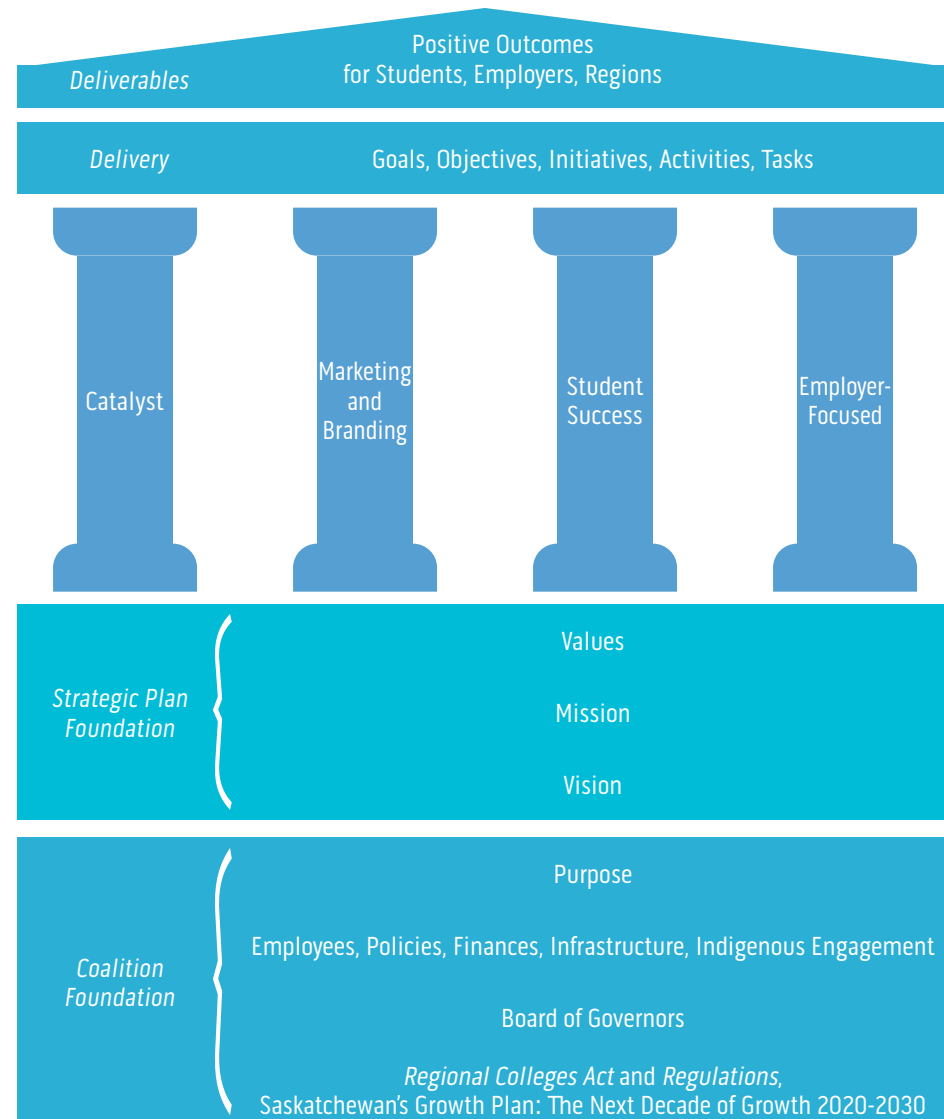 Positive Outcomes
for Students, Employers, Regions
Deliverables
Delivery
Goals, Objectives, Initiatives, Activities, Tasks
Catalyst
Marketing
and
Branding
Student
Success
Employer-
Focused
Strategic Plan
Foundation
Values
Mission
Vision
Coalition
Foundation
Purpose
Employees, Policies, Finances, Infrastructure, Indigenous Engagement
Board of Governors
Regional Colleges Act and Regulations,
Saskatchewan's Growth Plan: The Next Decade of Growth 2020-2030